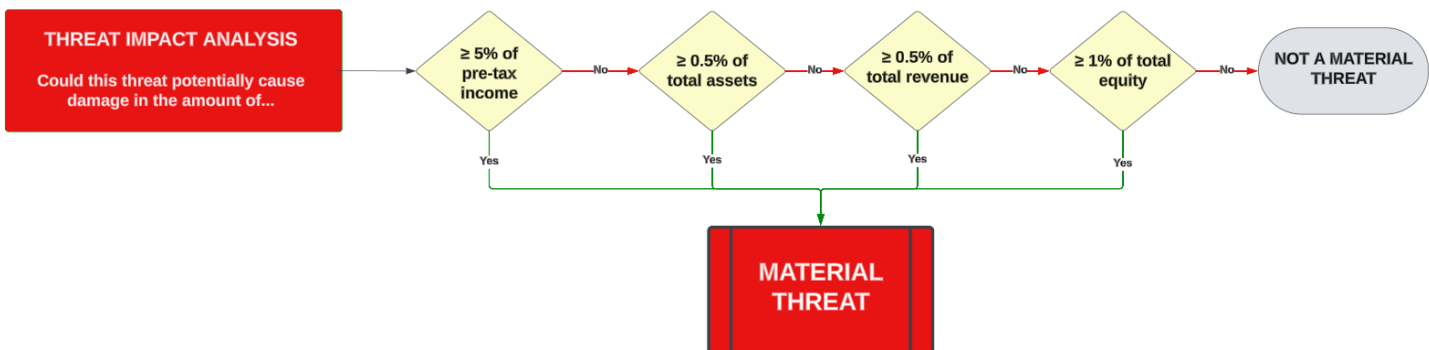 THREAT IMPACT ANALYSIS
Could this threat potentially cause
damage in the amount of...
≥ 5% of
pre-tax
income
No
≥ 0.5% of
total assets
No
≥ 0.5% of
total revenue
No
≥ 1% of total
equity
No
NOT A MATERIAL
THREAT
Yes
Yes
Yes
Yes
MATERIAL
THREAT